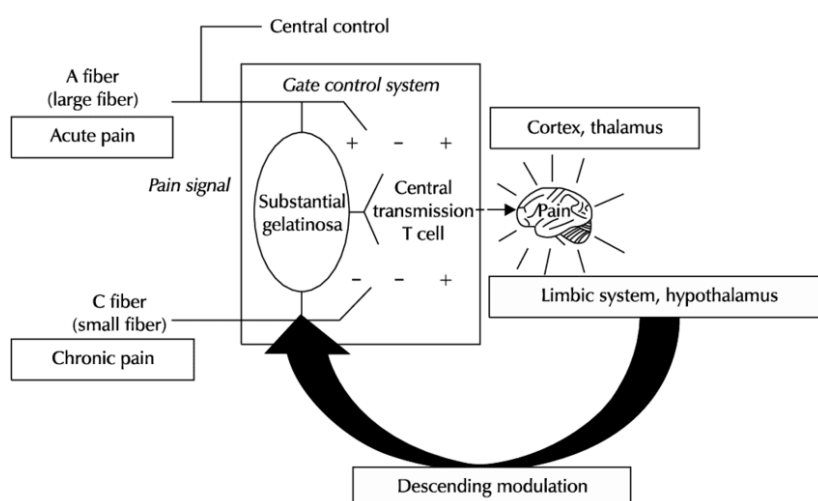 Central control
A fiber
(large fiber)
Acute pain
Gate control system
+ − +
Pain signal
Substantial
gelatinosa
Central
transmission
T cell
− − +
C fiber
(small fiber)
Chronic pain
Cortex, thalamus
Pain
Limbic system, hypothalamus
Descending modulation